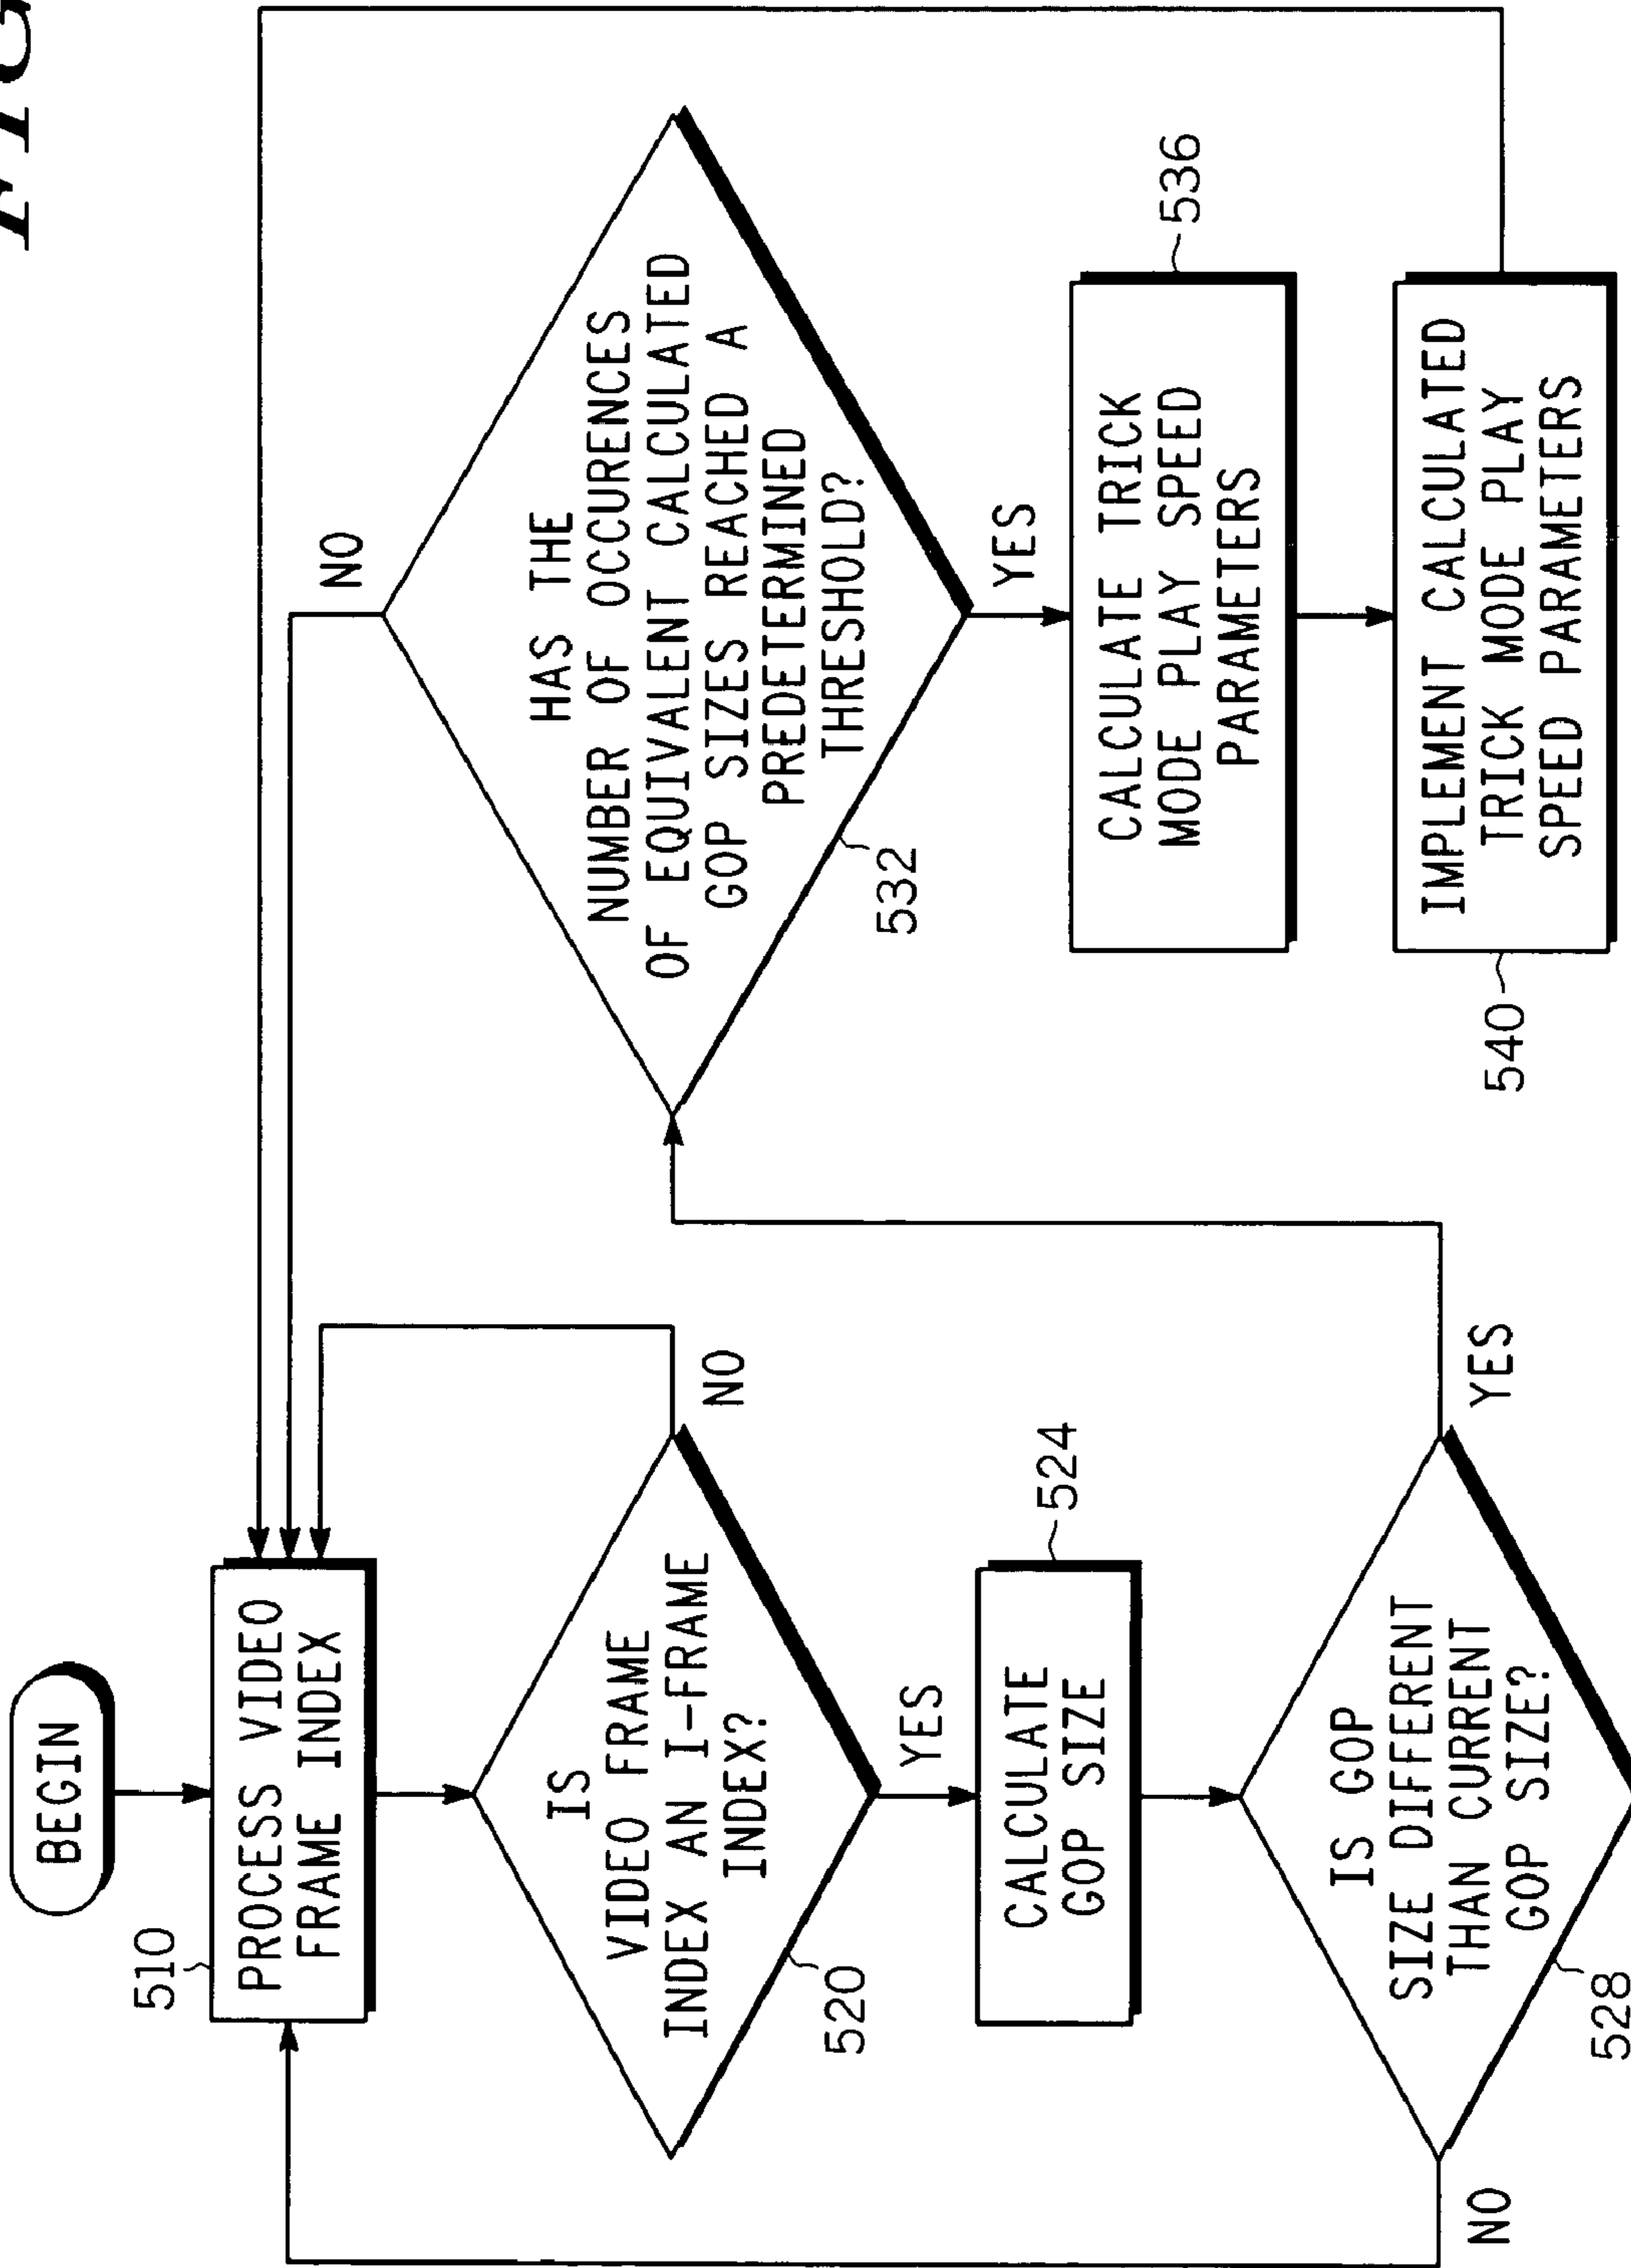 BEGIN
510
PROCESS VIDEO
FRAME INDEX
IS
VIDEO FRAME
INDEX AN I-FRAME
INDEX?
520
NO
YES
CALCULATE
GOP SIZE
524
IS GOP
SIZE DIFFERENT
THAN CURRENT
GOP SIZE?
528
NO
YES
HAS THE
NUMBER OF OCCURENCES
OF EQUIVALENT CALCULATED
GOP SIZES REACHED A
PREDETERMINED
THRESHOLD?
532
NO
YES
CALCULATE TRICK
MODE PLAY SPEED
PARAMETERS
536
IMPLEMENT CALCULATED
TRICK MODE PLAY
SPEED PARAMETERS
540